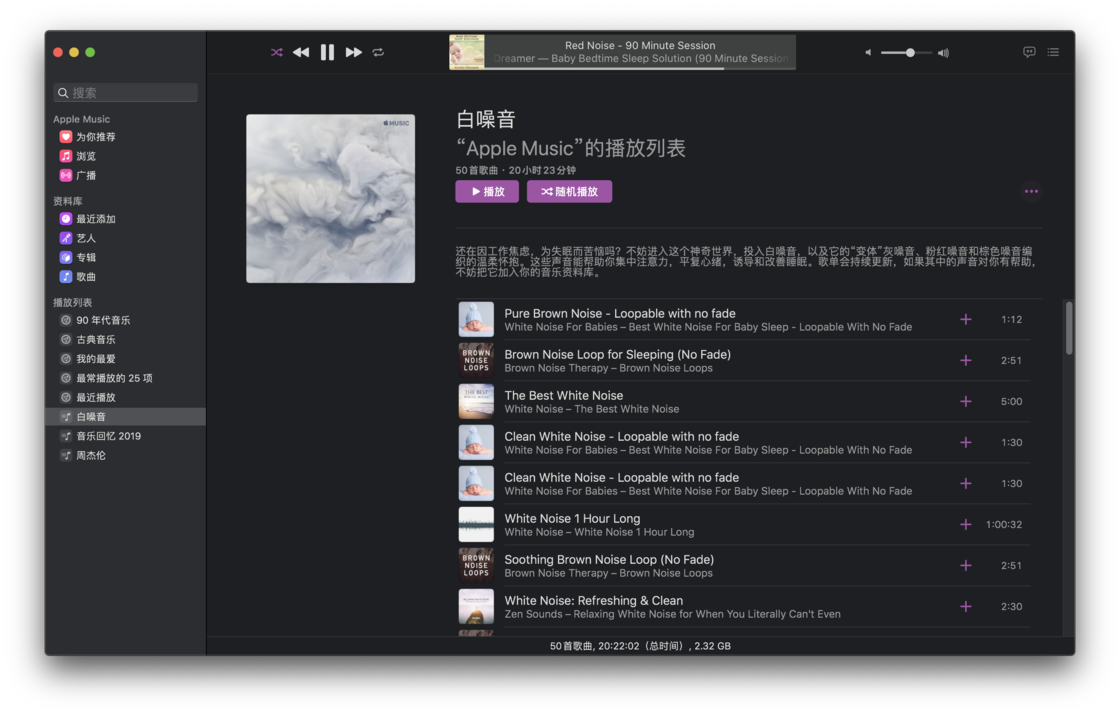 Red Noise - 90 Minute Session
Dreamer — Baby Bedtime Sleep Solution (90 Minute Session
搜索
Apple Music
为你推荐
浏览
广播
资料库
最近添加
艺人
专辑
歌曲
播放列表
90 年代音乐
古典音乐
我的最爱
最常播放的 25 项
最近播放
白噪音
音乐回忆 2019
周杰伦
MUSIC
白噪音
“Apple Music”的播放列表
50首歌曲・20小时23分钟
播放
随机播放
还在因工作焦虑，为失眠而苦恼吗？不妨进入这个神奇世界，投入白噪音，以及它的“变体”灰噪音、粉红噪音和棕色噪音编
织的温柔怀抱。这些声音能帮助你集中注意力，平复心绪，诱导和改善睡眠。歌单会持续更新，如果其中的声音对你有帮助，
不妨把它加入你的音乐资料库。
Pure Brown Noise - Loopable with no fade
White Noise For Babies – Best White Noise For Baby Sleep - Loopable With No Fade
1:12
BROWN
NOISE
LOOPS
Brown Noise Loop for Sleeping (No Fade)
Brown Noise Therapy – Brown Noise Loops
2:51
THE BEST
The Best White Noise
White Noise – The Best White Noise
5:00
Clean White Noise - Loopable with no fade
White Noise For Babies – Best White Noise For Baby Sleep - Loopable With No Fade
1:30
Clean White Noise - Loopable with no fade
White Noise For Babies – Best White Noise For Baby Sleep - Loopable With No Fade
1:30
White Noise 1 Hour Long
White Noise – White Noise 1 Hour Long
1:00:32
BROWN
NOISE
LOOPS
Soothing Brown Noise Loop (No Fade)
Brown Noise Therapy – Brown Noise Loops
2:51
White Noise: Refreshing & Clean
Zen Sounds – Relaxing White Noise for When You Literally Can't Even
2:30
50首歌曲, 20:22:02（总时间）, 2.32 GB